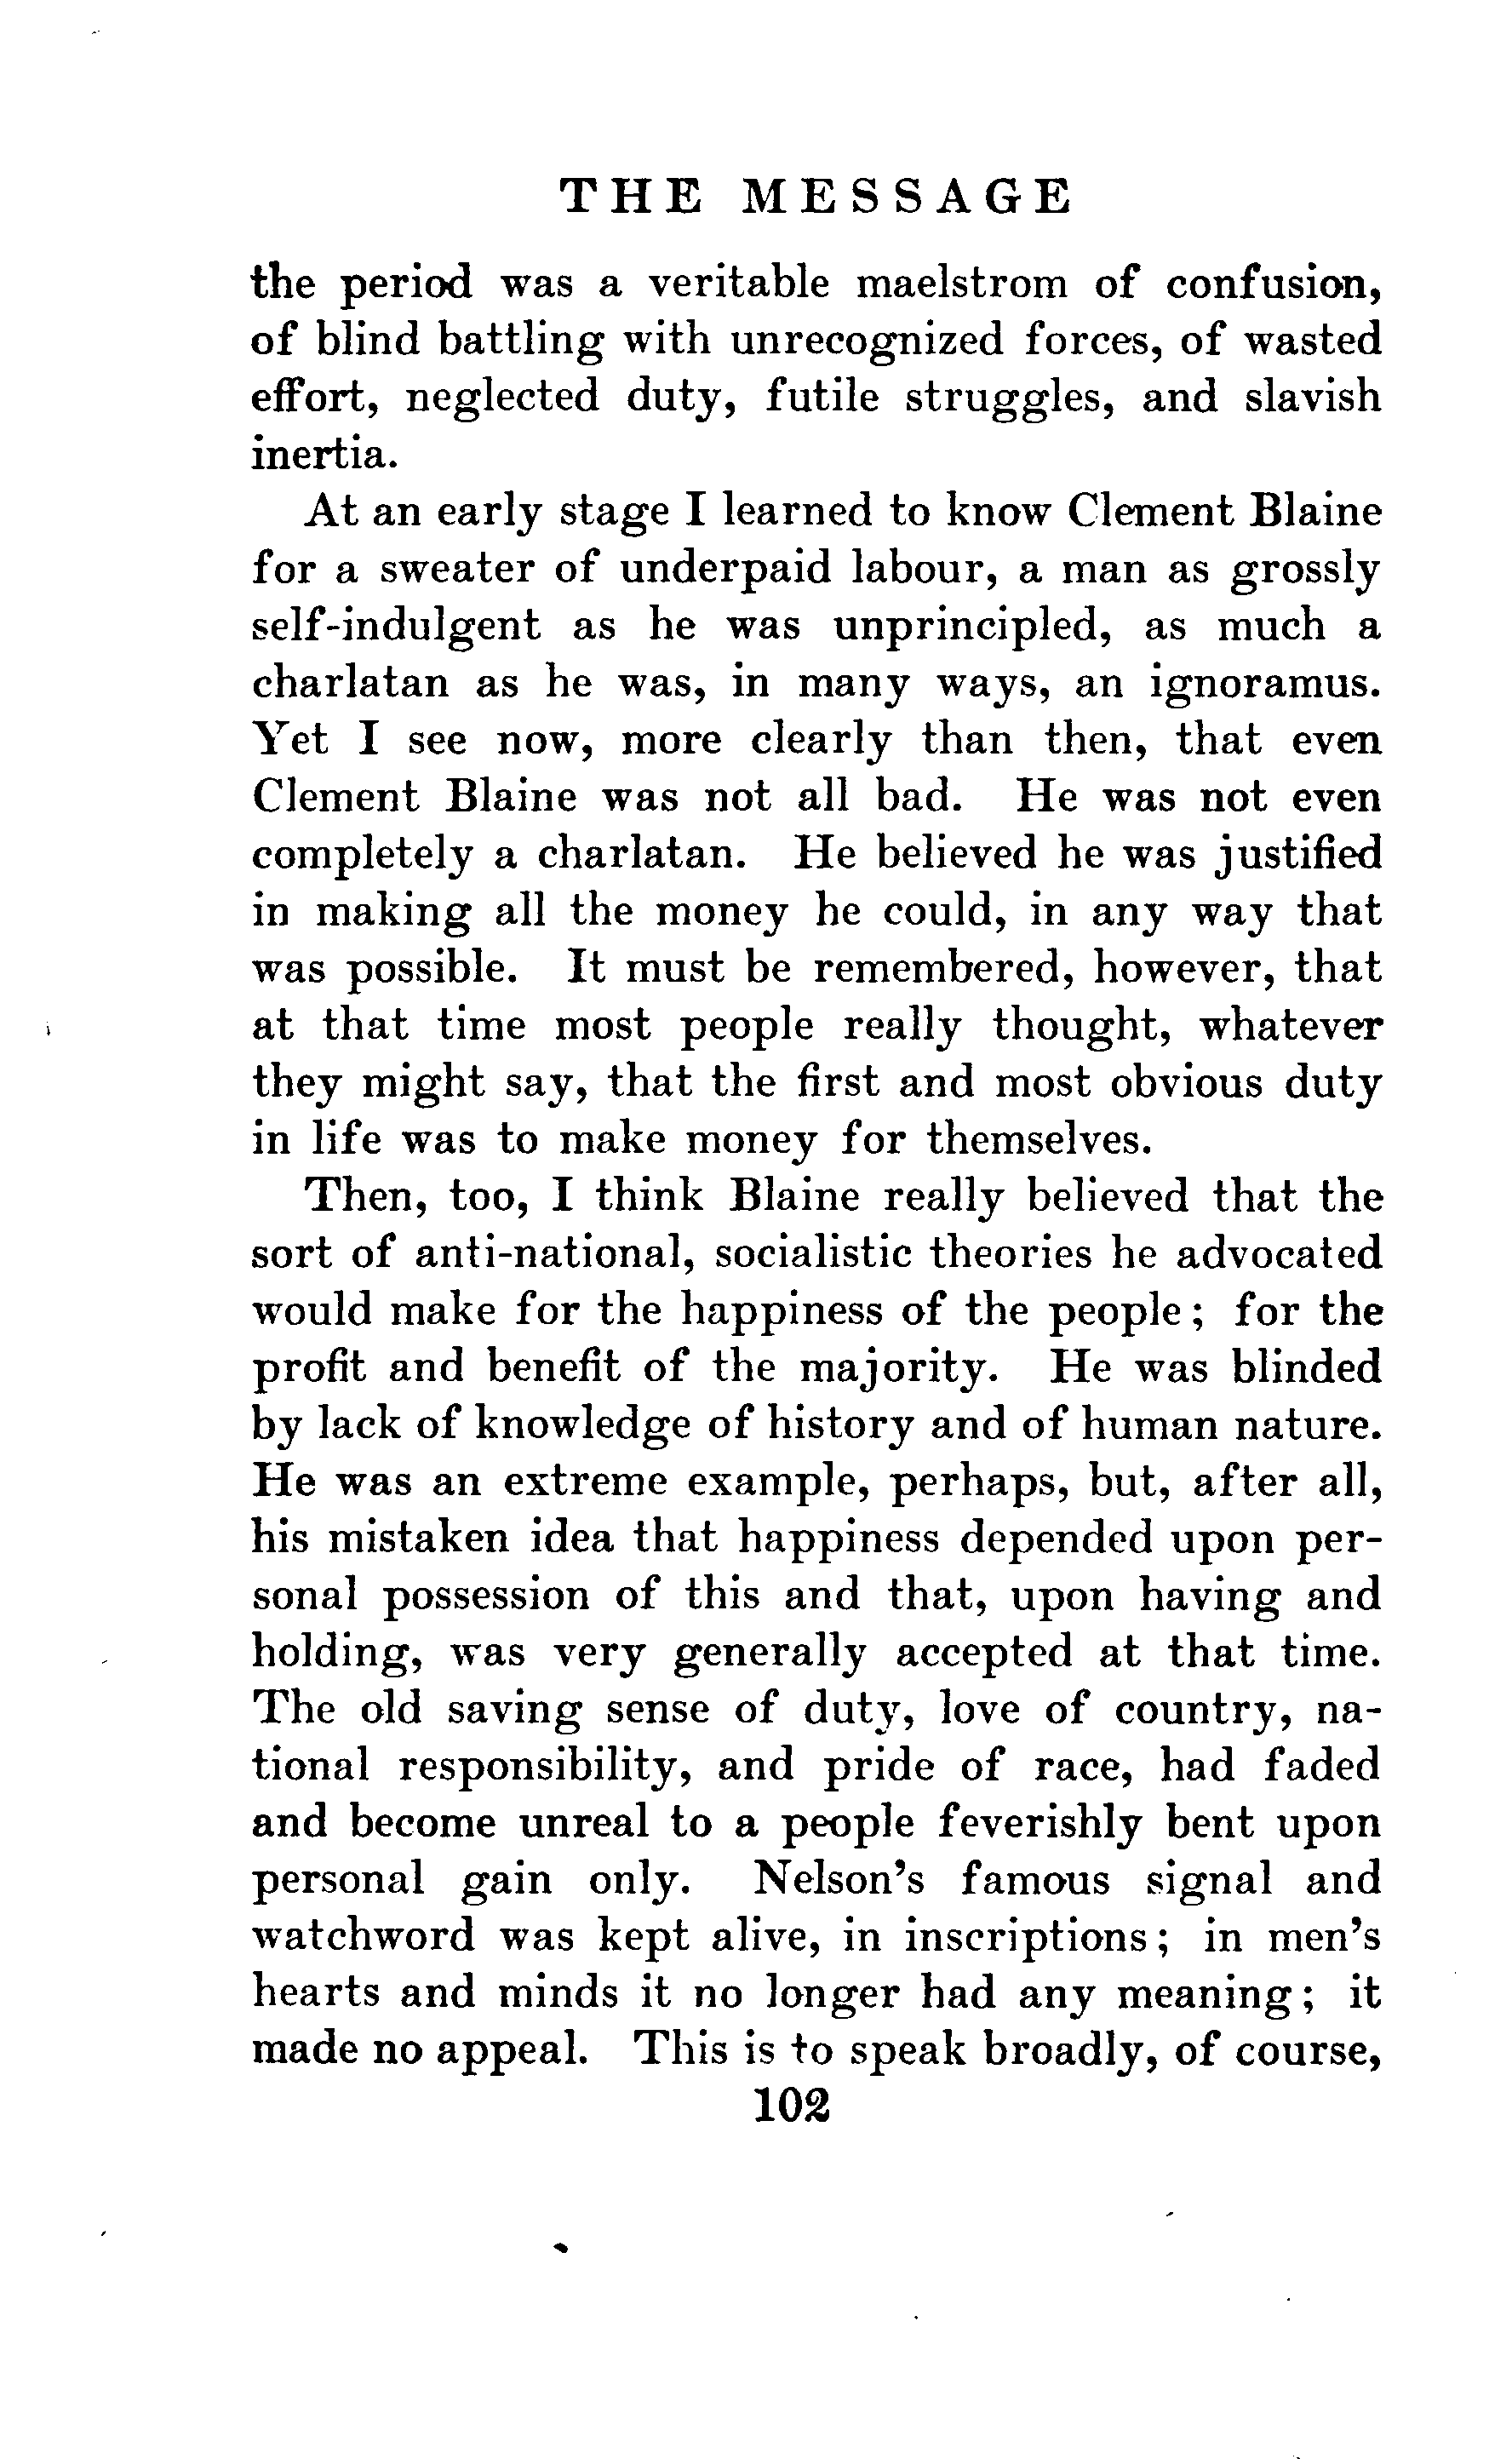 THE MESSAGE
the period was a veritable maelstrom of confusion,
of blind battling with unrecognized forces, of wasted
effort, neglected duty, futile struggles, and slavish
inertia.
At an early stage I learned to know Clement Blaine
for a sweater of underpaid labour, a man as grossly
self-indulgent as he was unprincipled, as much a
charlatan as he was, in many ways, an ignoramus.
Yet I see now, more clearly than then, that even
Clement Blaine was not all bad. He was not even
completely a charlatan. He believed he was justified
in making all the money he could, in any way that
was possible. It must be remembered, however, that
at that time most people really thought, whatever
they might say, that the first and most obvious duty
in life was to make money for themselves.
Then, too, I think Blaine really believed that the
sort of anti-national, socialistic theories he advocated
would make for the happiness of the people; for the
profit and benefit of the majority. He was blinded
by lack of knowledge of history and of human nature.
He was an extreme example, perhaps, but, after all,
his mistaken idea that happiness depended upon per-
sonal possession of this and that, upon having and
holding, was very generally accepted at that time.
The old saving sense of duty, love of country, na-
tional responsibility, and pride of race, had faded
and become unreal to a people feverishly bent upon
personal gain only. Nelson's famous signal and
watchword was kept alive, in inscriptions; in men's
hearts and minds it no longer had any meaning; it
made no appeal. This is to speak broadly, of course,
102